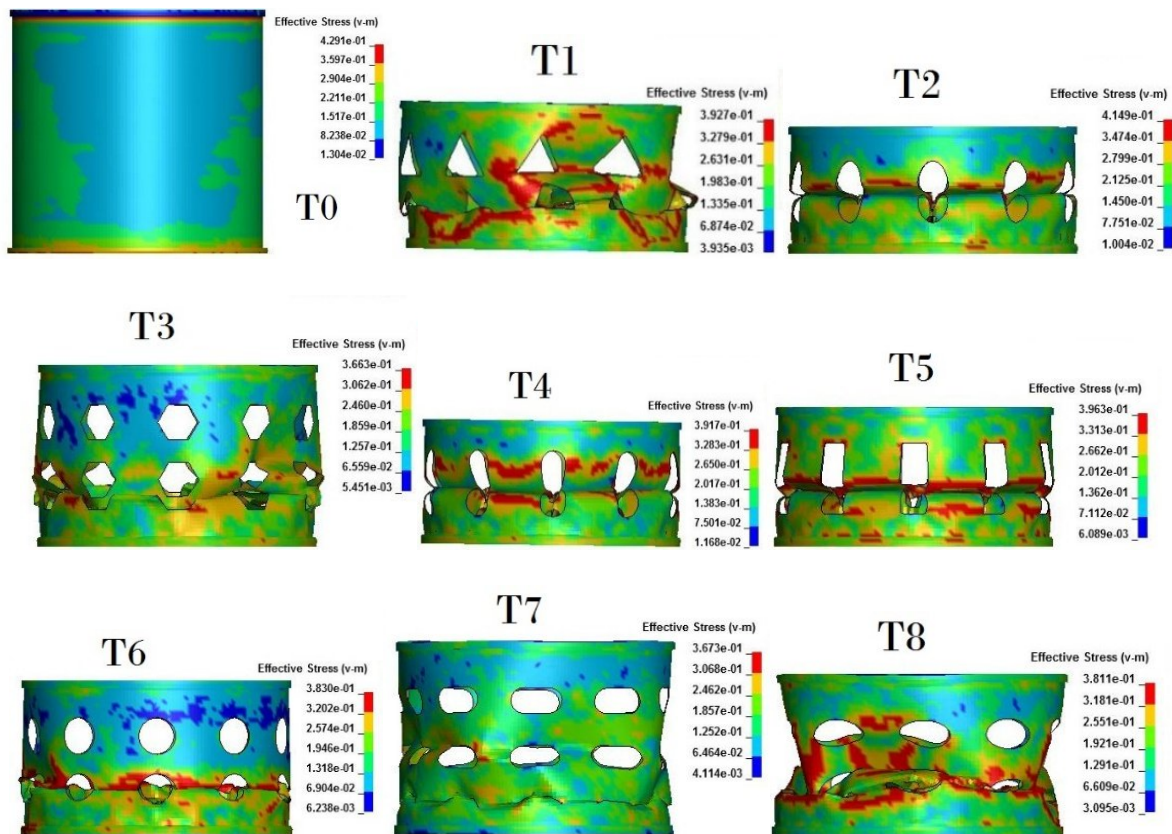 Effective Stress (v-m)
4.291e-01
3.597e-01
2.904e-01
2.211e-01
1.517e-01
8.238e-02
1.304e-02
T0
T1
Effective Stress (v-m)
3.927e-01
3.279e-01
2.631e-01
1.983e-01
1.335e-01
6.874e-02
3.935e-03
T2
Effective Stress (v-m)
4.149e-01
3.474e-01
2.799e-01
2.125e-01
1.450e-01
7.751e-02
1.004e-02
T3
Effective Stress (v-m)
3.663e-01
3.062e-01
2.460e-01
1.859e-01
1.257e-01
6.559e-02
5.451e-03
T4
Effective Stress (v-m)
3.917e-01
3.283e-01
2.650e-01
2.017e-01
1.383e-01
7.501e-02
1.168e-02
T5
Effective Stress (v-m)
3.963e-01
3.313e-01
2.662e-01
2.012e-01
1.362e-01
7.112e-02
6.089e-03
T6
Effective Stress (v-m)
3.830e-01
3.202e-01
2.574e-01
1.946e-01
1.318e-01
6.904e-02
6.238e-03
T7
Effective Stress (v-m)
3.673e-01
3.068e-01
2.462e-01
1.857e-01
1.252e-01
6.464e-02
4.114e-03
T8
Effective Stress (v-m)
3.811e-01
3.181e-01
2.551e-01
1.921e-01
1.291e-01
6.609e-02
3.095e-03